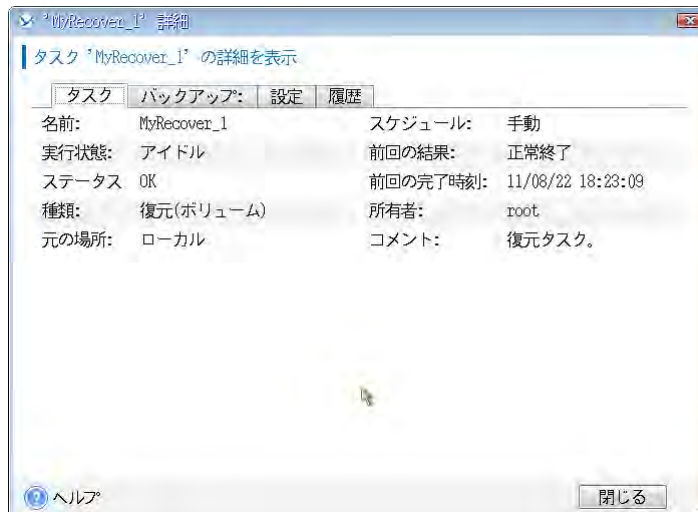 'MyRecover_1' 詳細
タスク 'MyRecover_1' の詳細を表示
タスク バックアップ: 設定 履歴
名前: MyRecover_1 スケジュール: 手動
実行状態: アイドル 前回の結果: 正常終了
ステータス OK 前回の完了時刻: 11/08/22 18:23:09
種類: 復元(ボリューム) 所有者: root
元の場所: ローカル コメント: 復元タスク。
ヘルプ 閉じる